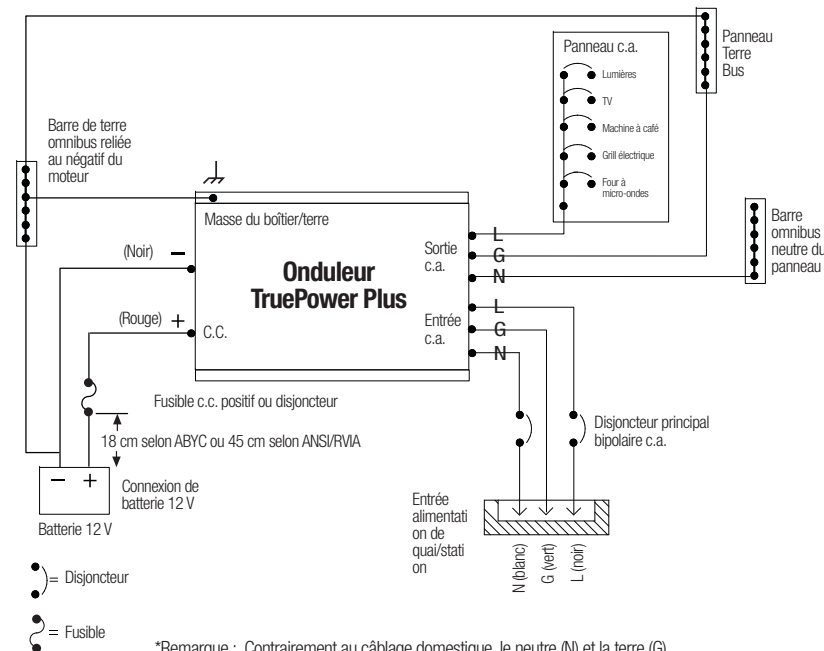 Panneau
Terre
Bus
Panneau c.a.
Lumières
TV
Machine à café
Grill électrique
Four à
micro-ondes
Barre de terre
omnibus reliée
au négatif du
moteur
Masse du boîtier/terre
Onduleur
TruePower Plus
Sortie
c.a.
L
G
N
Entrée
c.a.
L
G
N
Barre
omnibus
neutre du
panneau
(Noir) –
(Rouge) +
C.C.
Fusible c.c. positif ou disjoncteur
18 cm selon ABYC ou 45 cm selon ANSI/RVIA
– +
Connexion de
batterie 12 V
Batterie 12 V
Disjoncteur principal
bipolaire c.a.
Entrée
alimentati
on de
quai/stati
on
N (blanc)
G (vert)
L (noir)
= Disjoncteur
= Fusible
*Remarque : Contrairement au câblage domestique, le neutre (N) et la terre (G)